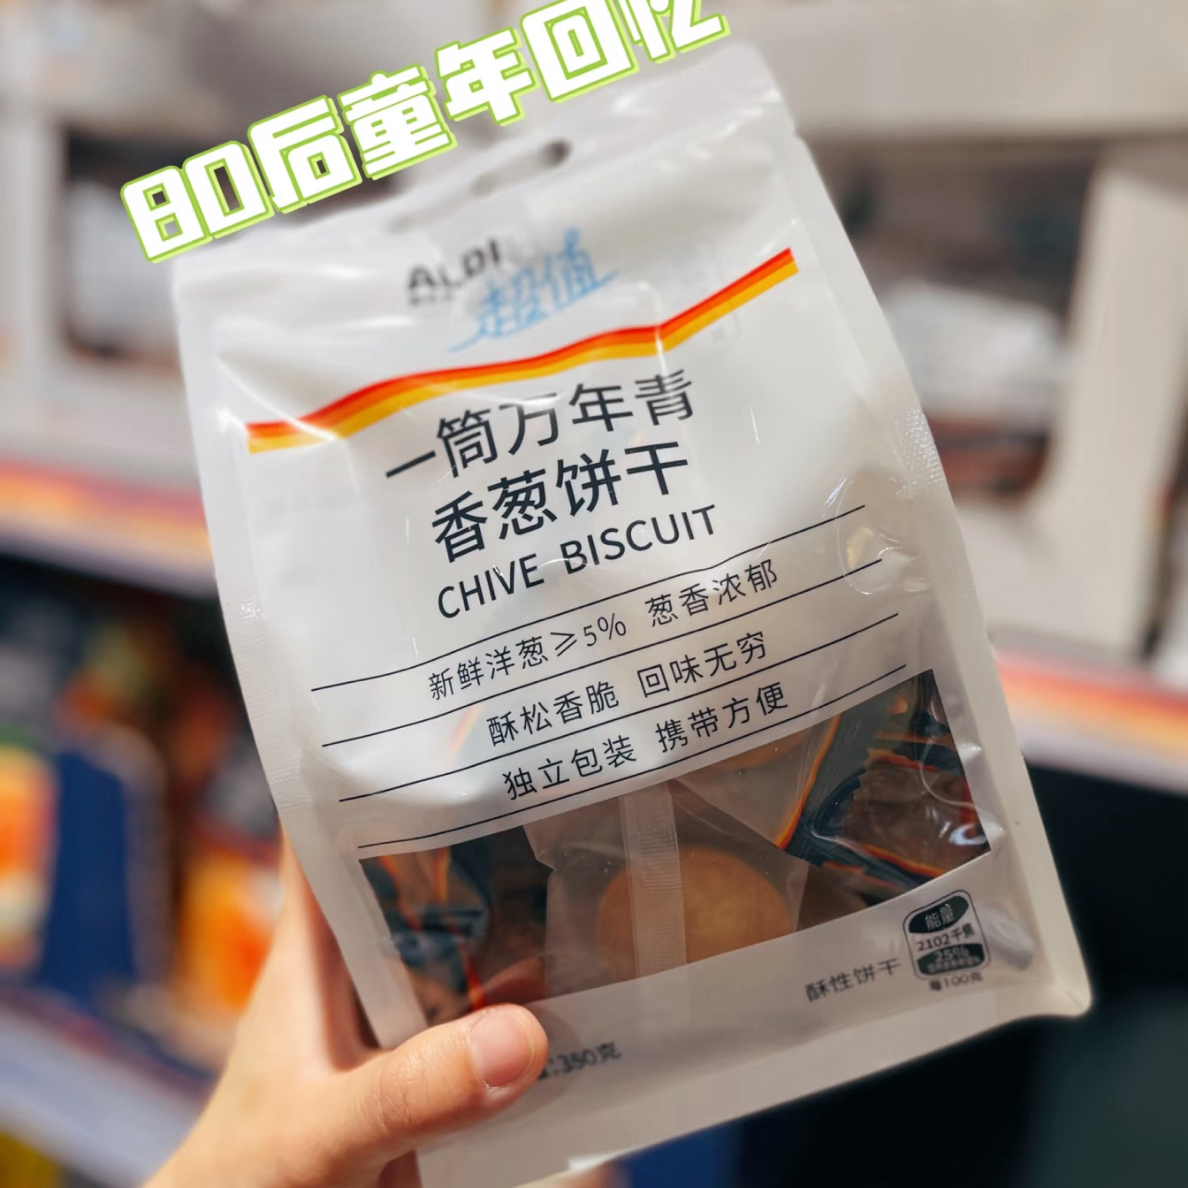 80后童年回忆
ALDI
超值
一筒万年青
香葱饼干
CHIVE BISCUIT
新鲜洋葱≥5% 葱香浓郁
酥松香脆 回味无穷
独立包装 携带方便
能量
2102千焦
25%
每100克
酥性饼干
:350克